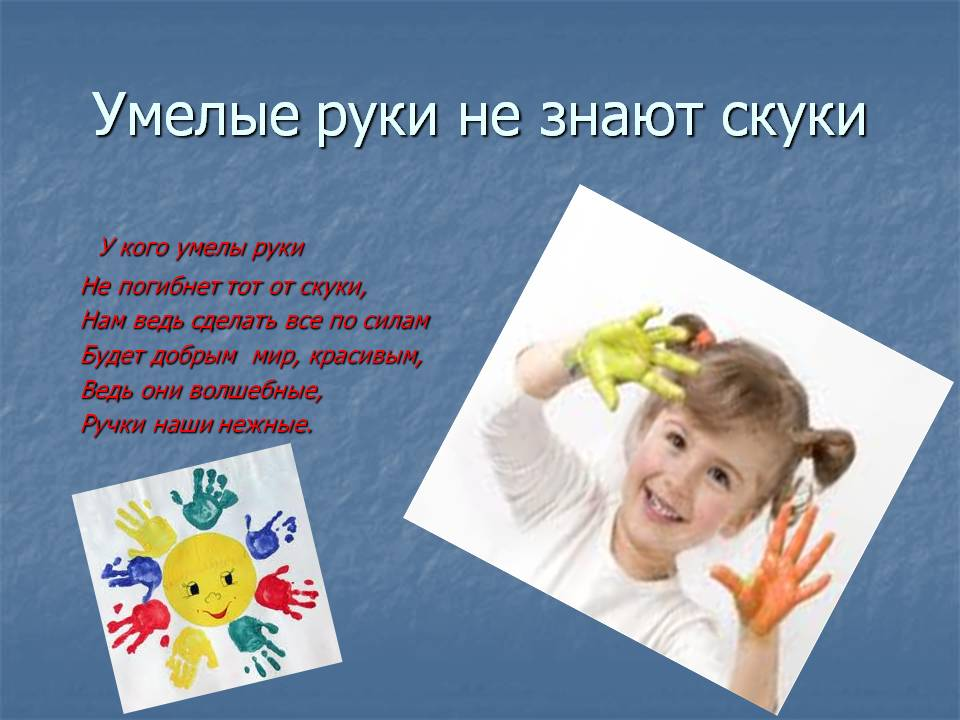 Умелые руки не знают скуки
У кого умелы руки
Не погибнет тот от скуки,
Нам ведь сделать все по силам
Будет добрым  мир, красивым,
Ведь они волшебные,
Ручки наши нежные.